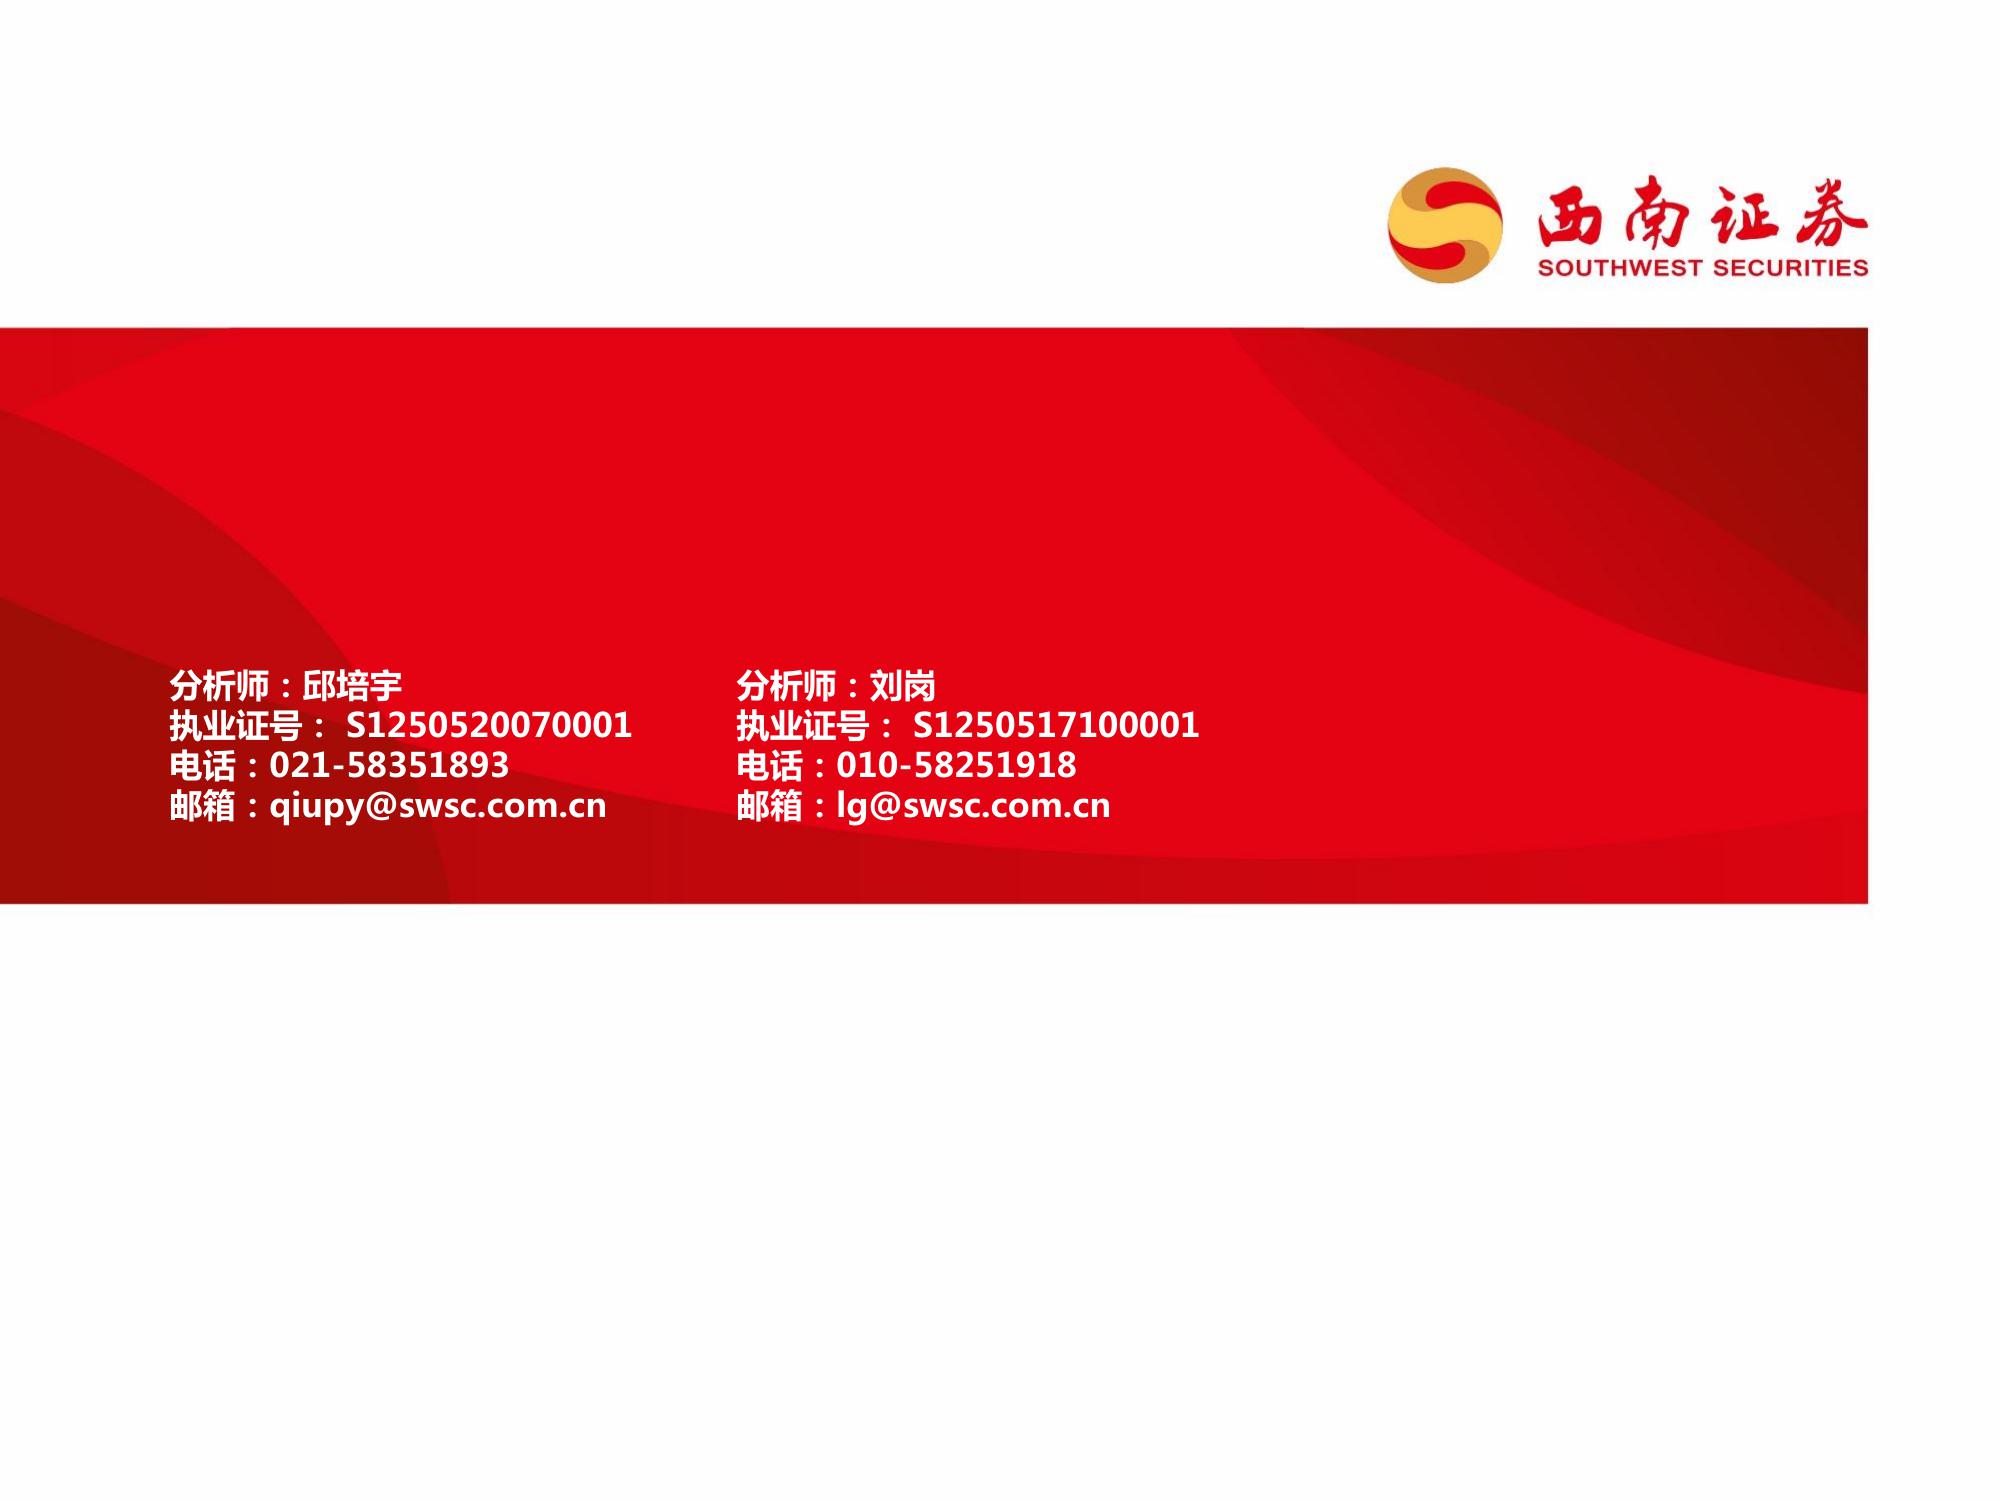 西南证券
SOUTHWEST SECURITIES
分析师：邱培宇
执业证号： S1250520070001
电话：021-58351893
邮箱：qiupy@swsc.com.cn
分析师：刘岗
执业证号： S1250517100001
电话：010-58251918
邮箱：lg@swsc.com.cn